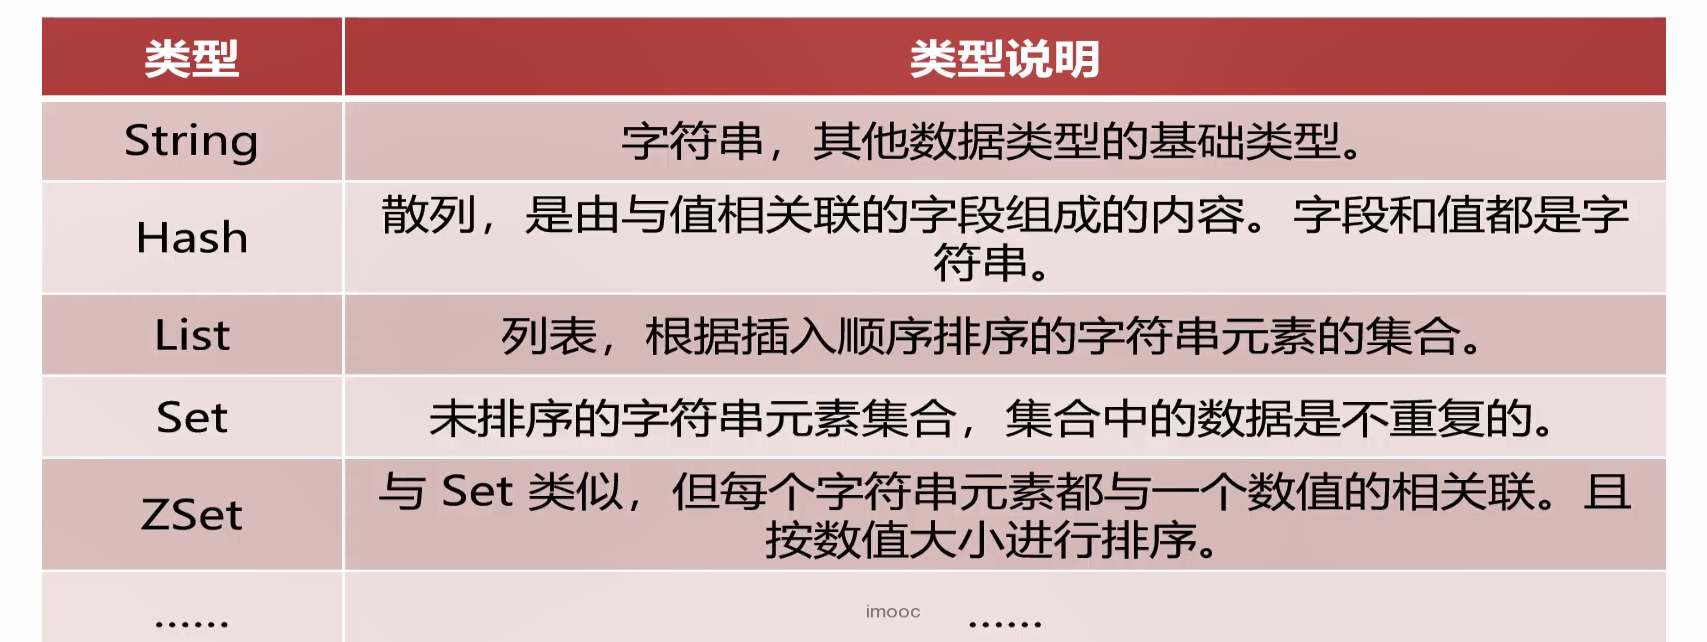 类型 类型说明
String 字符串，其他数据类型的基础类型。
Hash 散列，是由与值相关联的字段组成的内容。字段和值都是字
符串。
List 列表，根据插入顺序排序的字符串元素的集合。
Set 未排序的字符串元素集合，集合中的数据是不重复的。
ZSet 与 Set 类似，但每个字符串元素都与一个数值的相关联。且
按数值大小进行排序。
...... imooc ......